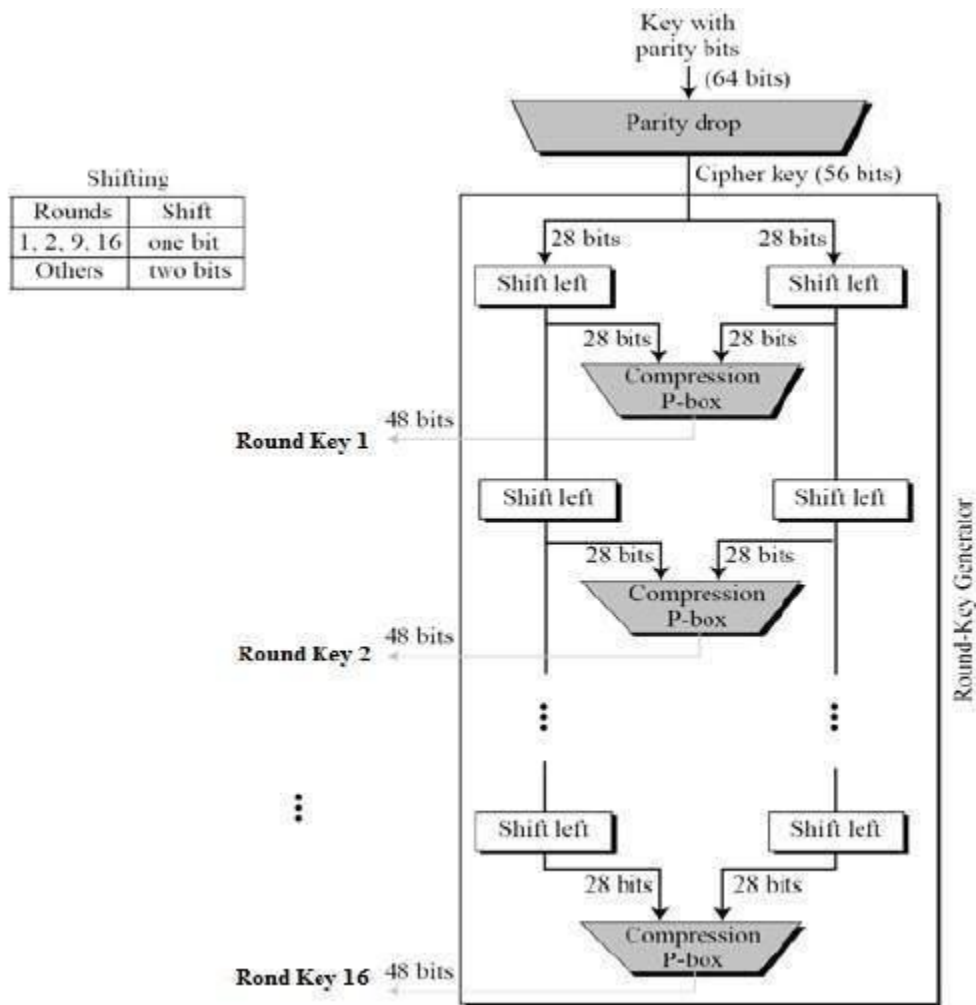 Key with
parity bits
(64 bits)
Parity drop
Cipher key (56 bits)
Shifting
Rounds Shift
1, 2, 9, 16 one bit
Others two bits
28 bits 28 bits
Shift left Shift left
28 bits 28 bits
Compression
P-box
48 bits
Round Key 1
Shift left Shift left
28 bits 28 bits
Compression
P-box
48 bits
Round Key 2
Round-Key Generator
Shift left Shift left
28 bits 28 bits
Compression
P-box
48 bits
Rond Key 16